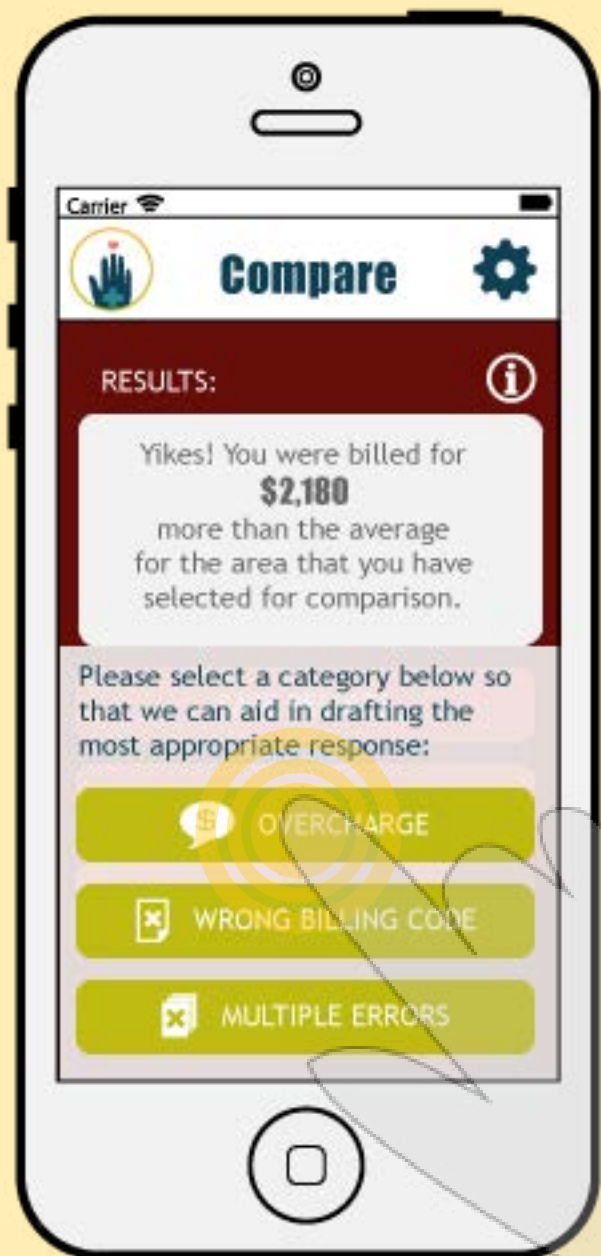 Carrier
Compare
RESULTS:
Yikes! You were billed for
$2,180
more than the average
for the area that you have
selected for comparison.
Please select a category below so
that we can aid in drafting the
most appropriate response:
$ OVERCHARGE
WRONG BILLING CODE
MULTIPLE ERRORS